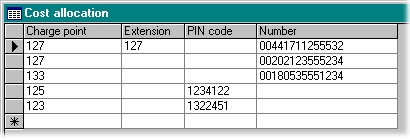 Cost allocation
Charge point Extension PIN code Number
127 127 00441711255532
127 00202123555234
133 00180535551234
125 1234122
123 1322451